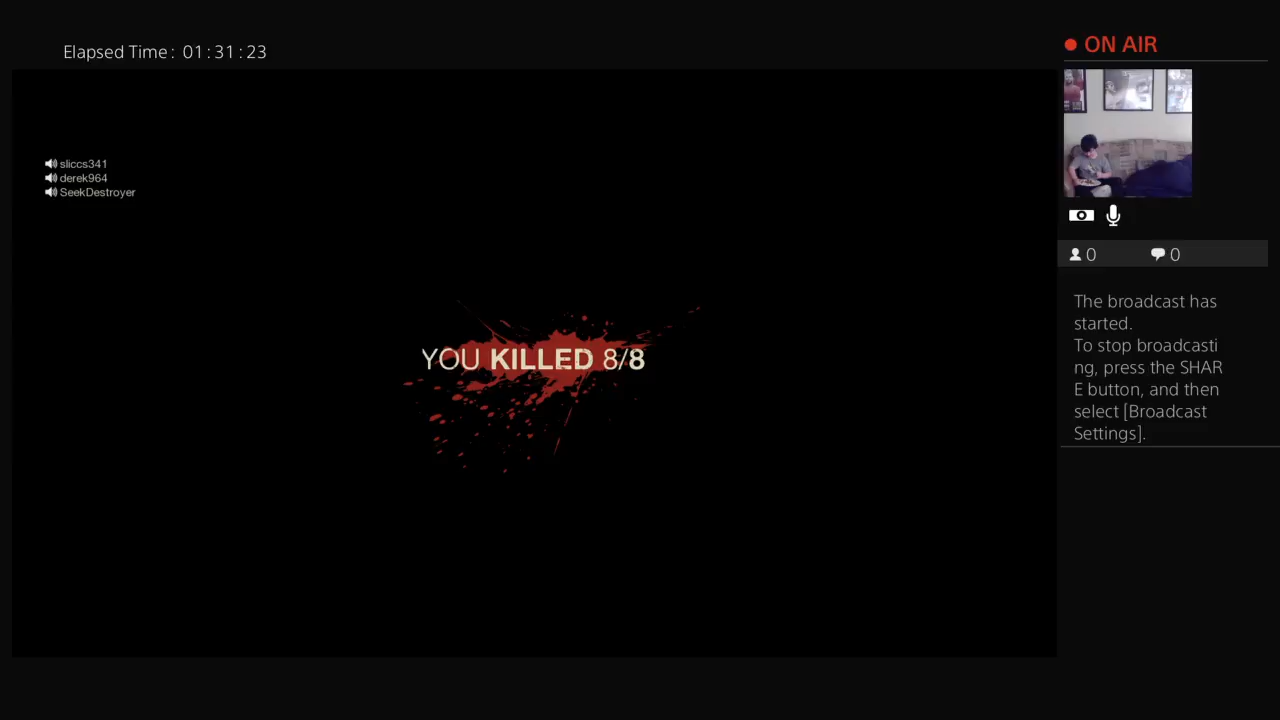 Elapsed Time: 01:31:23
ON AIR
sliccs341
derek964
SeekDestroyer
0
0
The broadcast has
started.
To stop broadcasti
ng, press the SHAR
E button, and then
select [Broadcast
Settings].
YOU KILLED 8/8